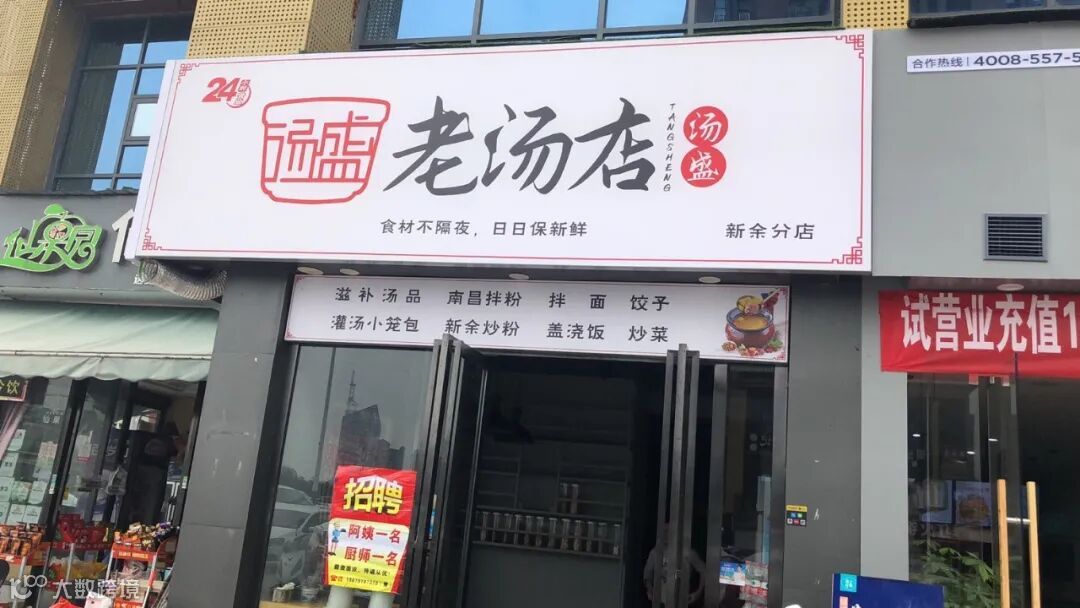 合作热线 | 4008-557-5
24
汤盛
老汤店
TANGSHENG
汤盛
食材不隔夜，日日保新鲜
新余分店
仙果园
滋补汤品 南昌拌粉 拌 面 饺子
灌汤小笼包 新余炒粉 盖浇饭 炒菜
试营业充值1
招聘
阿姨一名
厨师一名
大数跨境